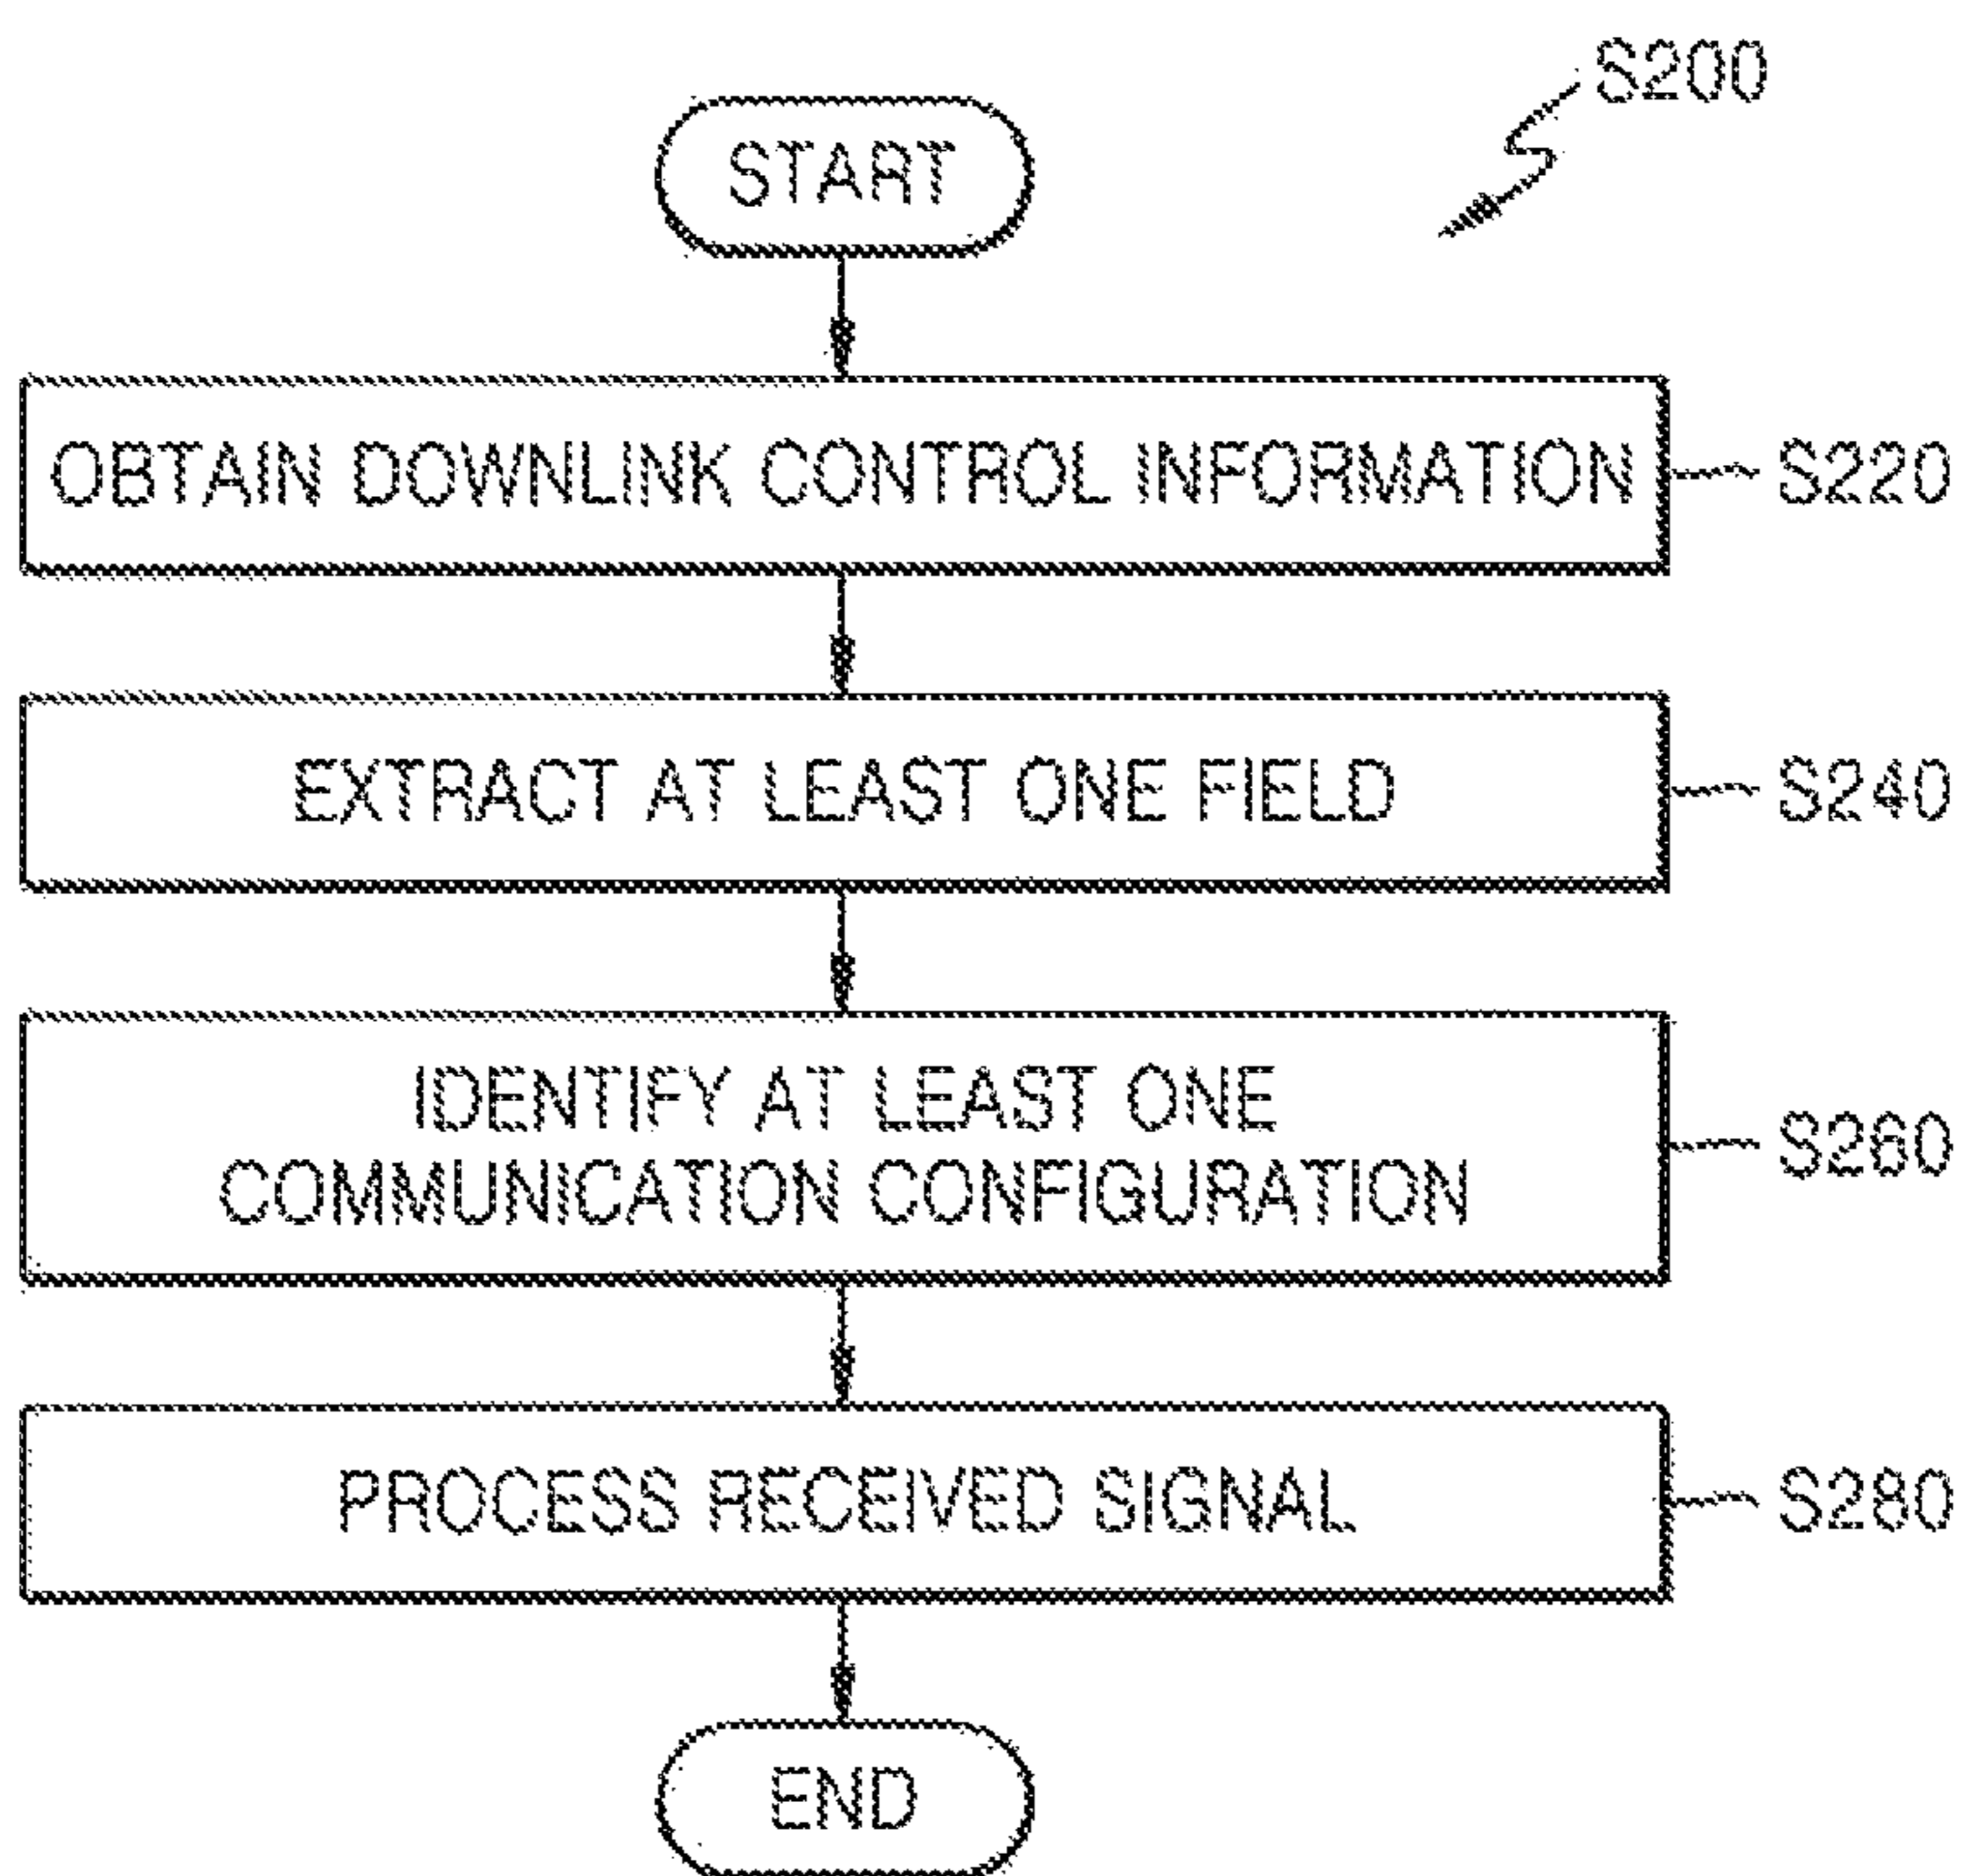 S200
START
OBTAIN DOWNLINK CONTROL INFORMATION
S220
EXTRACT AT LEAST ONE FIELD
S240
IDENTIFY AT LEAST ONE
COMMUNICATION CONFIGURATION
S260
PROCESS RECEIVED SIGNAL
S280
END